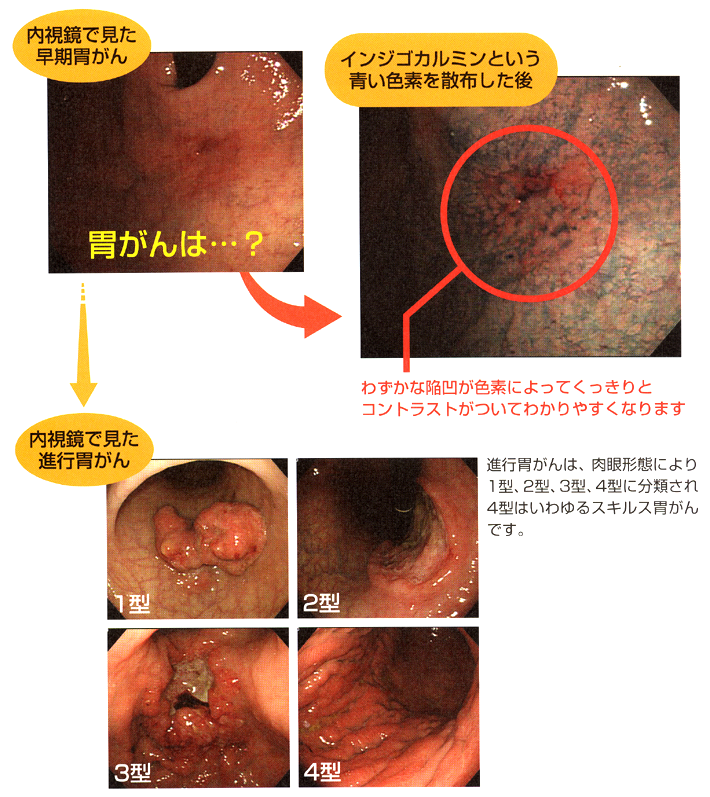 内視鏡で見た
早期胃がん
インジゴカルミンという
青い色素を散布した後
胃がんは…？
わずかな陥凹が色素によってくっきりと
コントラストがついてわかりやすくなります
内視鏡で見た
進行胃がん
進行胃がんは、肉眼形態により
1型、2型、3型、4型に分類され
4型はいわゆるスキルス胃がん
です。
1型
2型
3型
4型